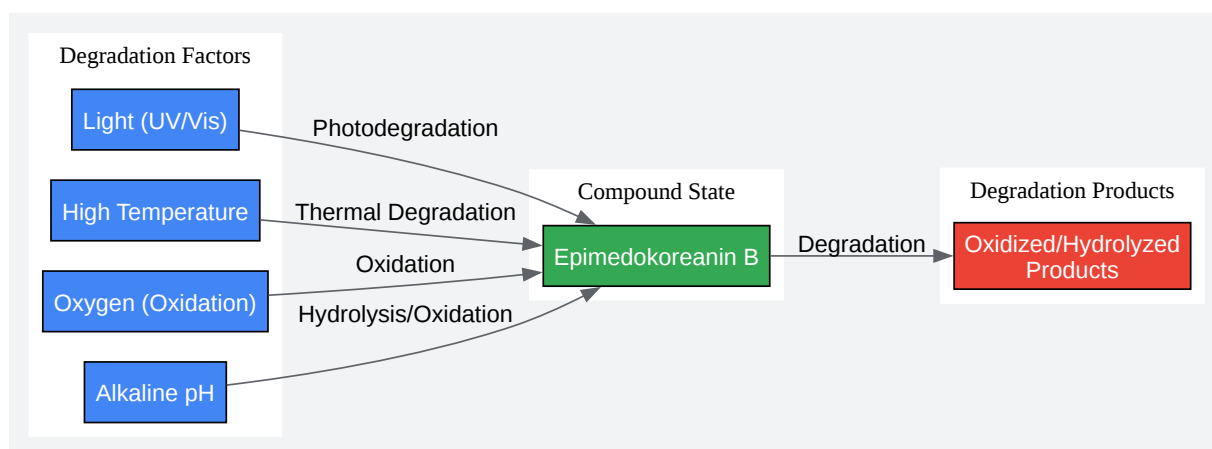 Degradation Factors
Light (UV/Vis)
High Temperature
Oxygen (Oxidation)
Alkaline pH
Photodegradation
Thermal Degradation
Oxidation
Hydrolysis/Oxidation
Compound State
Epimedokoreanin B
Degradation
Degradation Products
Oxidized/Hydrolyzed
Products